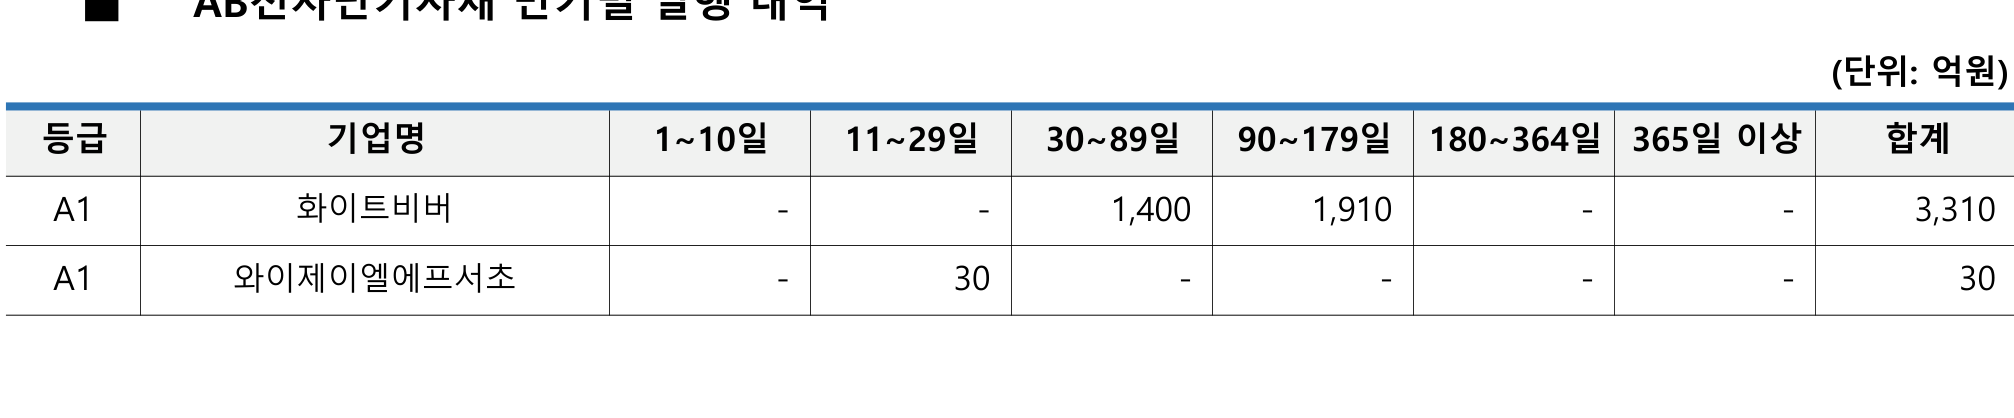 ■ AB전자단기사채 만기별 발행 내역
(단위: 억원)
등급 기업명 1~10일 11~29일 30~89일 90~179일 180~364일 365일 이상 합계
A1 화이트비버 - - 1,400 1,910 - - 3,310
A1 와이제이엘에프서초 - 30 - - - - 30